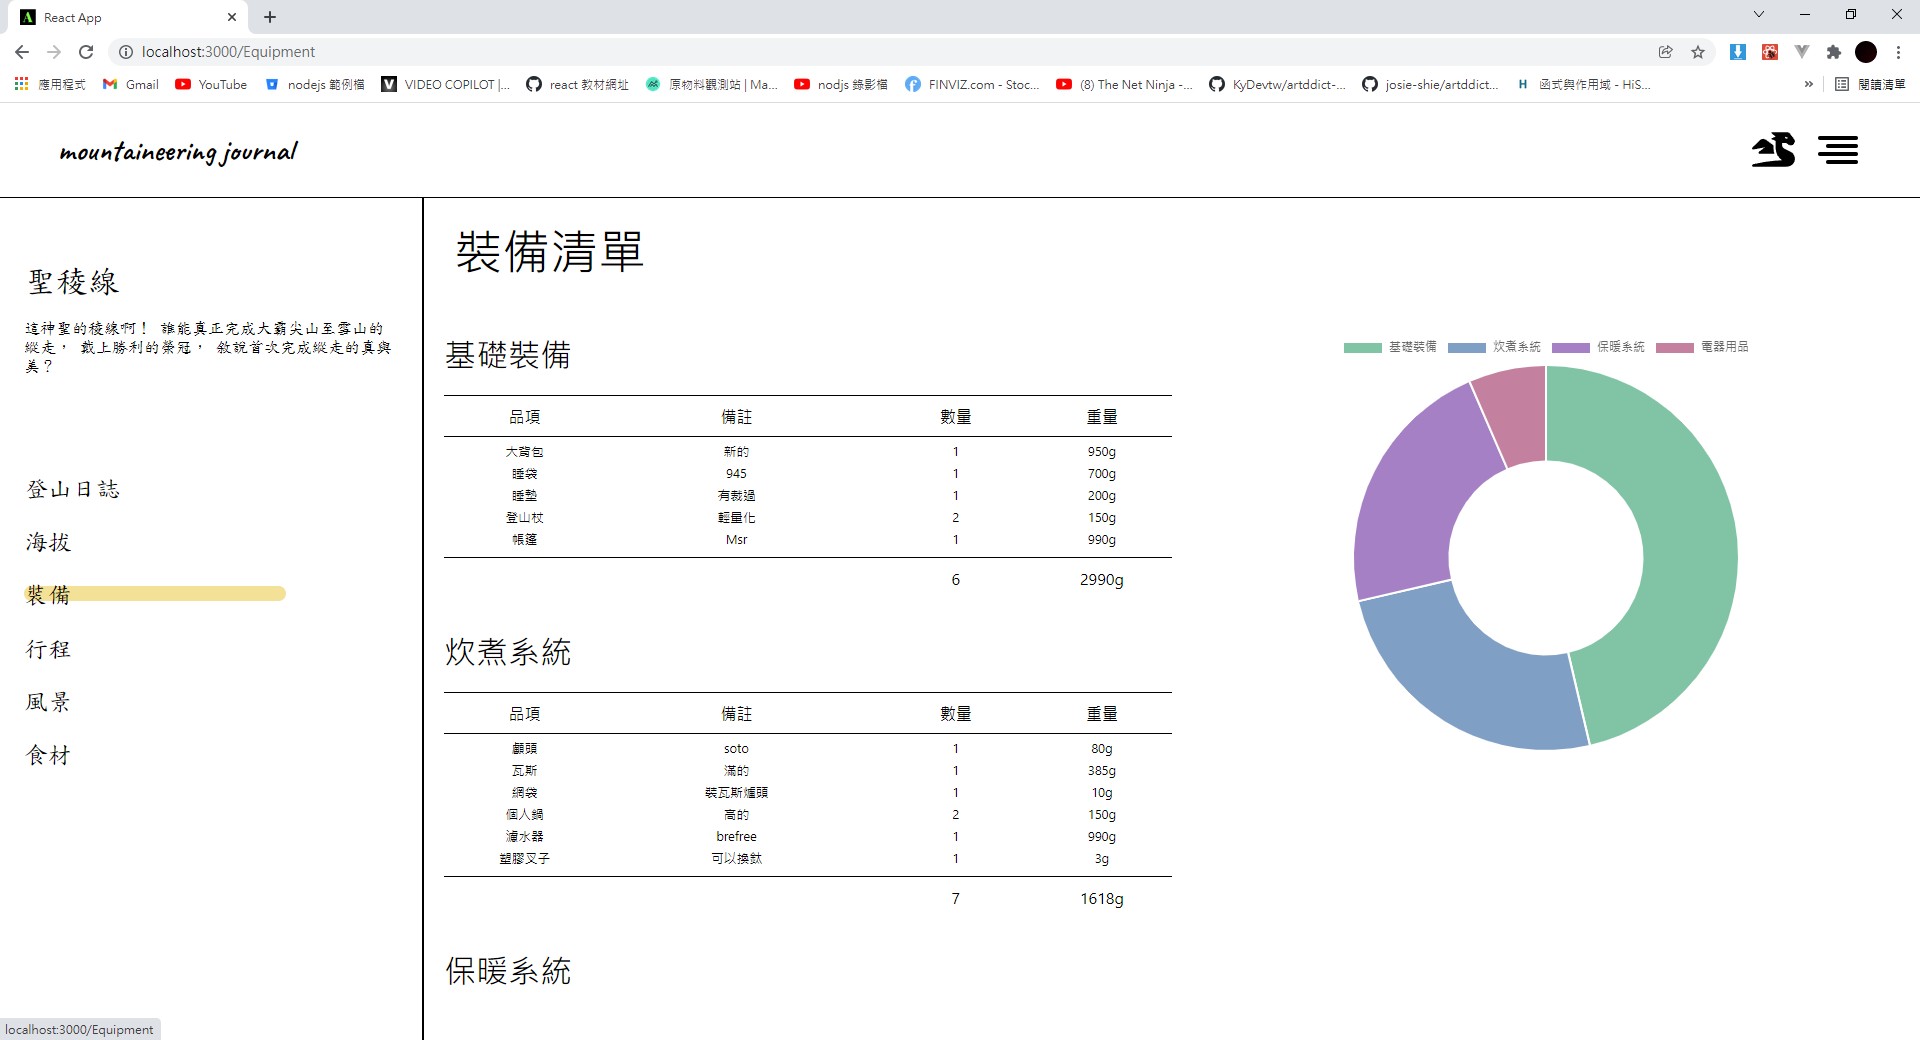 React App
localhost:3000/Equipment
應用程式 Gmail YouTube nodejs 範例檔 VIDEO COPILOT |... react 教材網址 原物料觀測站 | Ma... nodjs 錄影檔 FINVIZ.com - Stoc... (8) The Net Ninja -... KyDevtw/artddict-... josie-shie/artddict... 函式與作用域 - HiS... » 閱讀清單
mountaineering journal
聖稜線
這神聖的稜線啊！ 誰能真正完成大霸尖山至雪山的
縱走， 戴上勝利的榮冠， 敘說首次完成縱走的真與
美？
登山日誌
海拔
裝備
行程
風景
食材
裝備清單
基礎裝備
品項 備註 數量 重量
大背包 新的 1 950g
睡袋 945 1 700g
睡墊 有裁過 1 200g
登山杖 輕量化 2 150g
帳篷 Msr 1 990g
6 2990g
炊煮系統
品項 備註 數量 重量
顱頭 soto 1 80g
瓦斯 滿的 1 385g
網袋 裝瓦斯爐頭 1 10g
個人鍋 高的 2 150g
濾水器 brefree 1 990g
塑膠叉子 可以換鈦 1 3g
7 1618g
保暖系統
基礎裝備 炊煮系統 保暖系統 電器用品
localhost:3000/Equipment